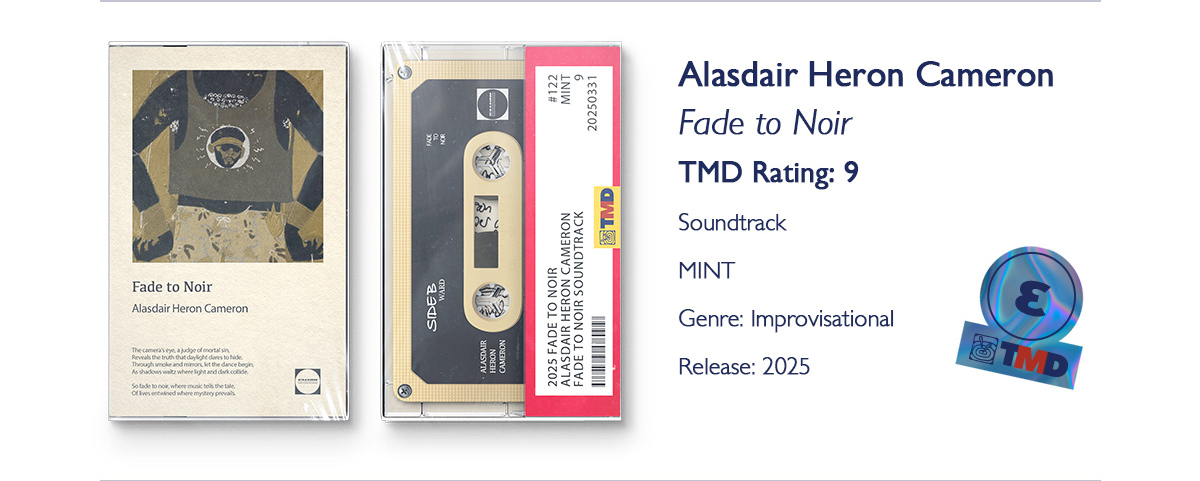 Fade to Noir
Alasdair Heron Cameron
The camera's eye, a judge of mortal sin,
Reveals the truth that daylight dares to hide.
Through smoke and mirrors, let the dance begin,
As shadows waltz where light and dark collide.
So fade to noir, where music tells the tale,
Of lives entwined where mystery prevails.
FADE
TO
NOIR
SIDE B
WARD
ALASDAIR
HERON
CAMERON
#122
MINT
9
20250331
TMD
2025 FADE TO NOIR
ALASDAIR HERON CAMERON
FADE TO NOIR SOUNDTRACK
Alasdair Heron Cameron
Fade to Noir
TMD Rating: 9
Soundtrack
MINT
Genre: Improvisational
Release: 2025
ε
TMD